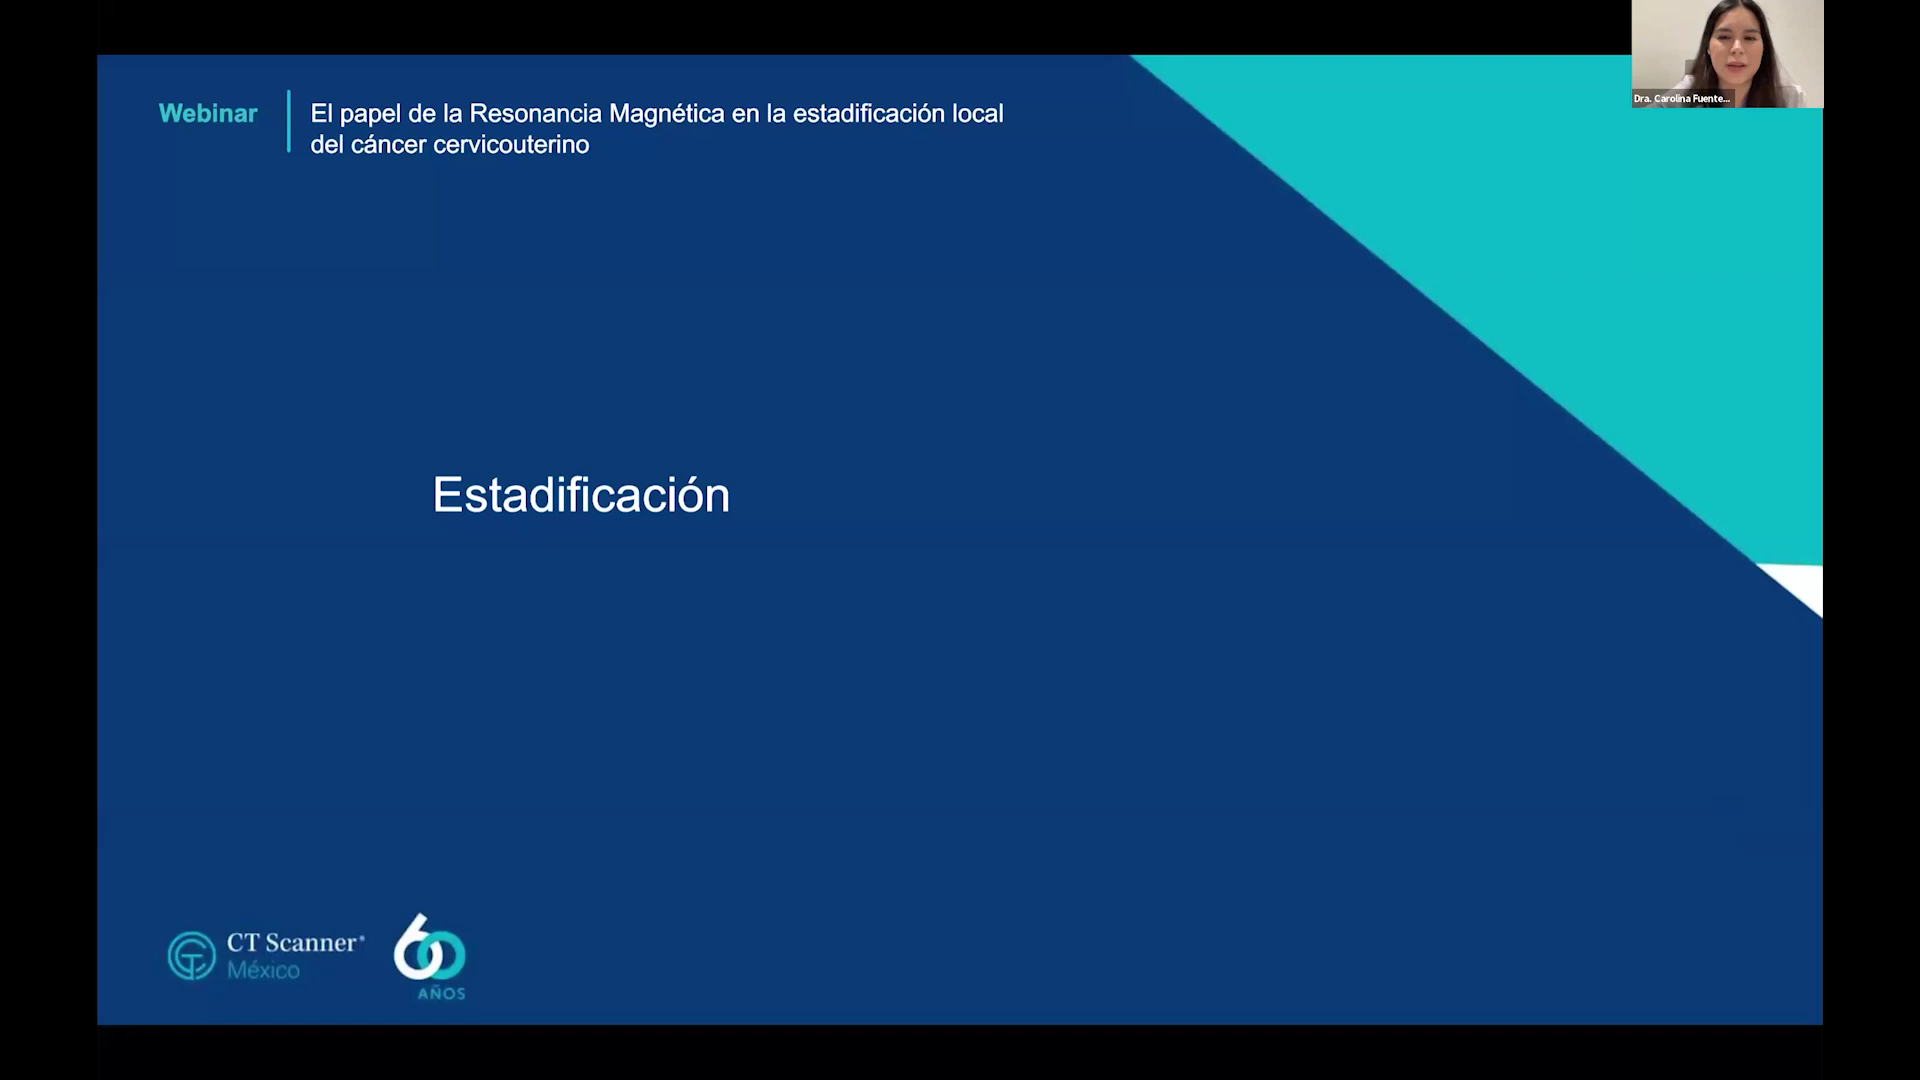 Dra. Carolina Fuente...
Webinar
El papel de la Resonancia Magnética en la estadificación local
del cáncer cervicouterino
Estadificación
CT Scanner®
México
60
AÑOS